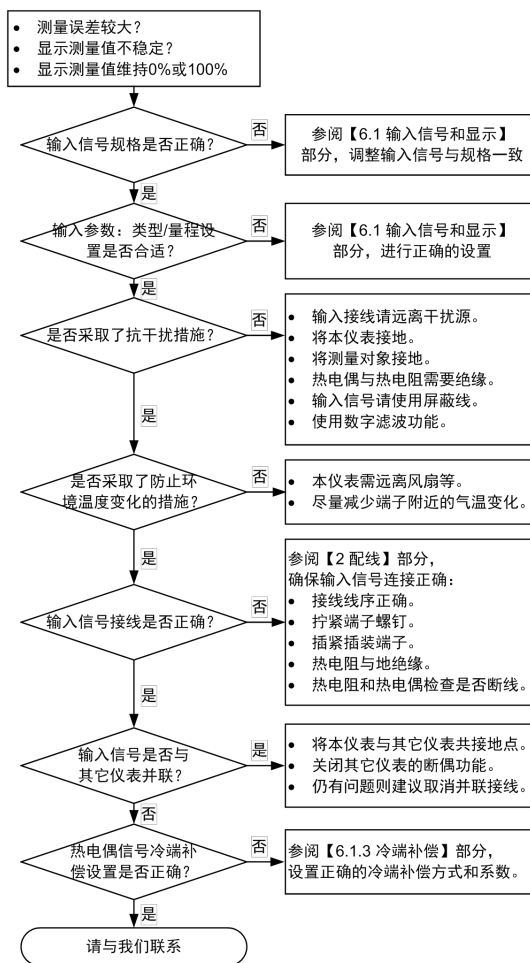 ● 测量误差较大？
● 显示测量值不稳定？
● 显示测量值维持0%或100%
输入信号规格是否正确？
否
参阅【6.1 输入信号和显示】
部分，调整输入信号与规格一致
是
输入参数：类型/量程设
置是否合适？
否
参阅【6.1 输入信号和显示】
部分，进行正确的设置
是
是否采取了抗干扰措施？
否
● 输入接线请远离干扰源。
● 将本仪表接地。
● 将测量对象接地。
● 热电偶与热电阻需要绝缘。
● 输入信号请使用屏蔽线。
● 使用数字滤波功能。
是
是否采取了防止环
境温度变化的措施？
否
● 本仪表需远离风扇等。
● 尽量减少端子附近的气温变化。
是
输入信号接线是否正确？
否
参阅【2 配线】部分，
确保输入信号连接正确：
● 接线线序正确。
● 拧紧端子螺钉。
● 插紧插装端子。
● 热电阻与地绝缘。
● 热电阻和热电偶检查是否断线。
是
输入信号是否与
其它仪表并联？
是
● 将本仪表与其它仪表共接地点。
● 关闭其它仪表的断偶功能。
● 仍有问题则建议取消并联接线。
否
热电偶信号冷端补
偿设置是否正确？
否
参阅【6.1.3 冷端补偿】部分，
设置正确的冷端补偿方式和系数。
是
请与我们联系